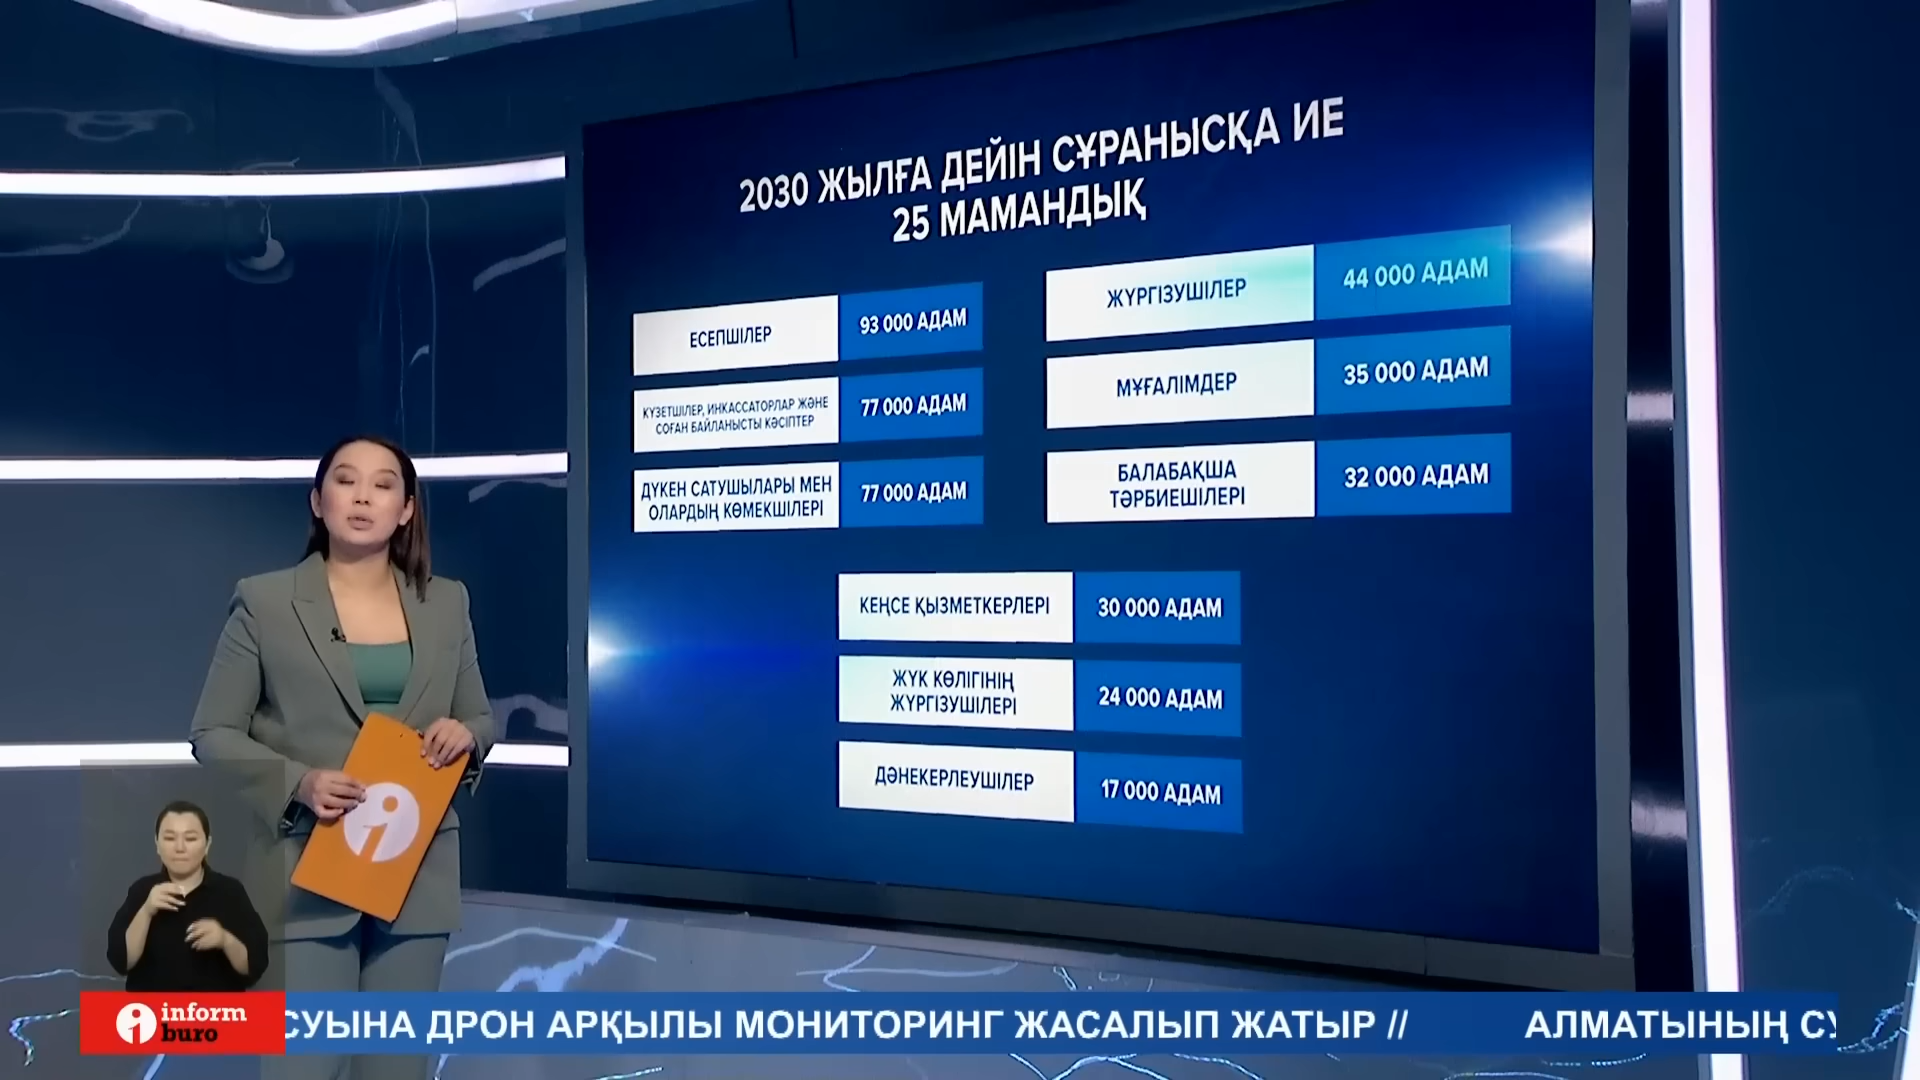 2030 ЖЫЛҒА ДЕЙІН СҰРАНЫСҚА ИЕ
25 МАМАНДЫҚ
ЕСЕПШІЛЕР
93 000 АДАМ
КҮЗЕТШІЛЕР, ИНКАССАТОРЛАР ЖӘНЕ
СОҒАН БАЙЛАНЫСТЫ КӘСІПТЕР
77 000 АДАМ
ДҮКЕН САТУШЫЛАРЫ МЕН
ОЛАРДЫҢ КӨМЕКШІЛЕРІ
77 000 АДАМ
ЖҮРГІЗУШІЛЕР
44 000 АДАМ
МҰҒАЛІМДЕР
35 000 АДАМ
БАЛАБАҚША
ТӘРБИЕШІЛЕРІ
32 000 АДАМ
КЕҢСЕ ҚЫЗМЕТКЕРЛЕРІ
30 000 АДАМ
ЖҮК КӨЛІГІНІҢ
ЖҮРГІЗУШІЛЕРІ
24 000 АДАМ
ДӘНЕКЕРЛЕУШІЛЕР
17 000 АДАМ
inform
buro
СУЫНА ДРОН АРҚЫЛЫ МОНИТОРИНГ ЖАСАЛЫП ЖАТЫР // АЛМАТЫНЫҢ СУ